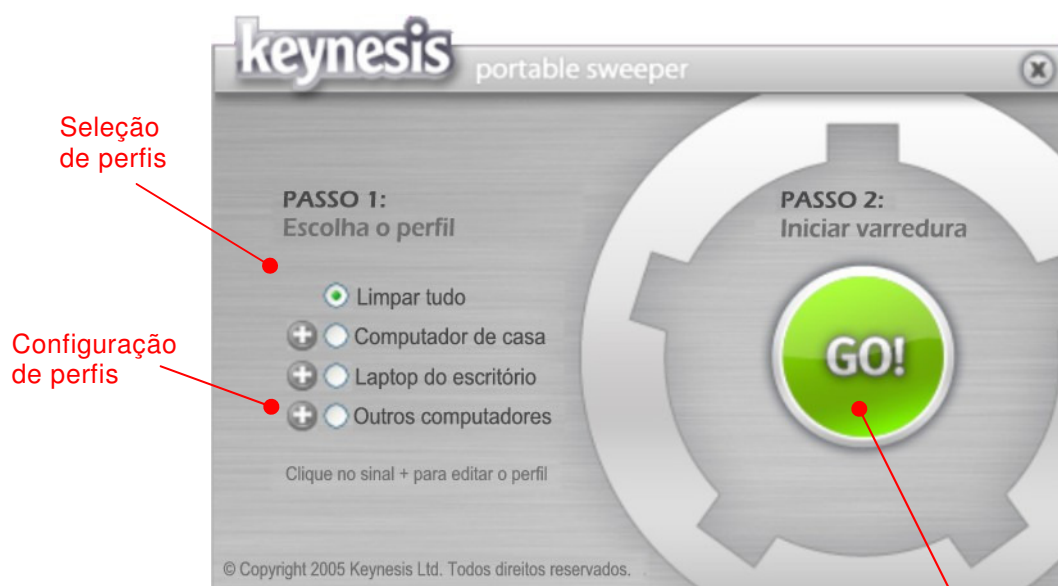 keynesis portable sweeper
X
Seleção
de perfis
PASSO 1:
Escolha o perfil
Limpar tudo
Computador de casa
Laptop do escritório
Outros computadores
Configuração
de perfis
Clique no sinal + para editar o perfil
PASSO 2:
Iniciar varredura
GO!
© Copyright 2005 Keynesis Ltd. Todos direitos reservados.